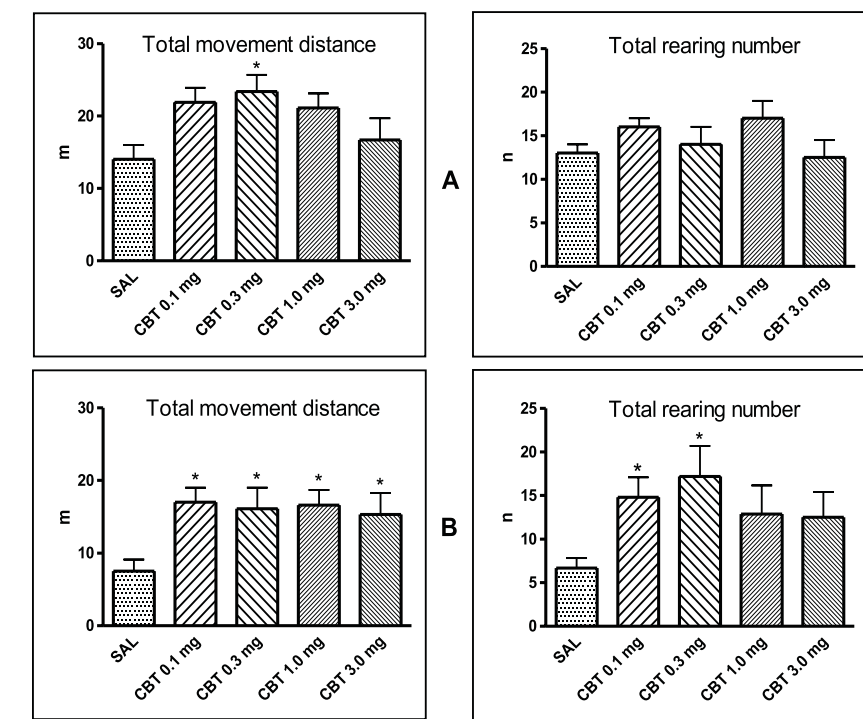 Total movement distance
30
20
10
0
m
*
SAL
CBT 0.1 mg
CBT 0.3 mg
CBT 1.0 mg
CBT 3.0 mg
A
Total rearing number
25
20
15
10
5
0
n
SAL
CBT 0.1 mg
CBT 0.3 mg
CBT 1.0 mg
CBT 3.0 mg
Total movement distance
30
20
10
0
m
* * * *
SAL
CBT 0.1 mg
CBT 0.3 mg
CBT 1.0 mg
CBT 3.0 mg
B
Total rearing number
25
20
15
10
5
0
n
* *
SAL
CBT 0.1 mg
CBT 0.3 mg
CBT 1.0 mg
CBT 3.0 mg